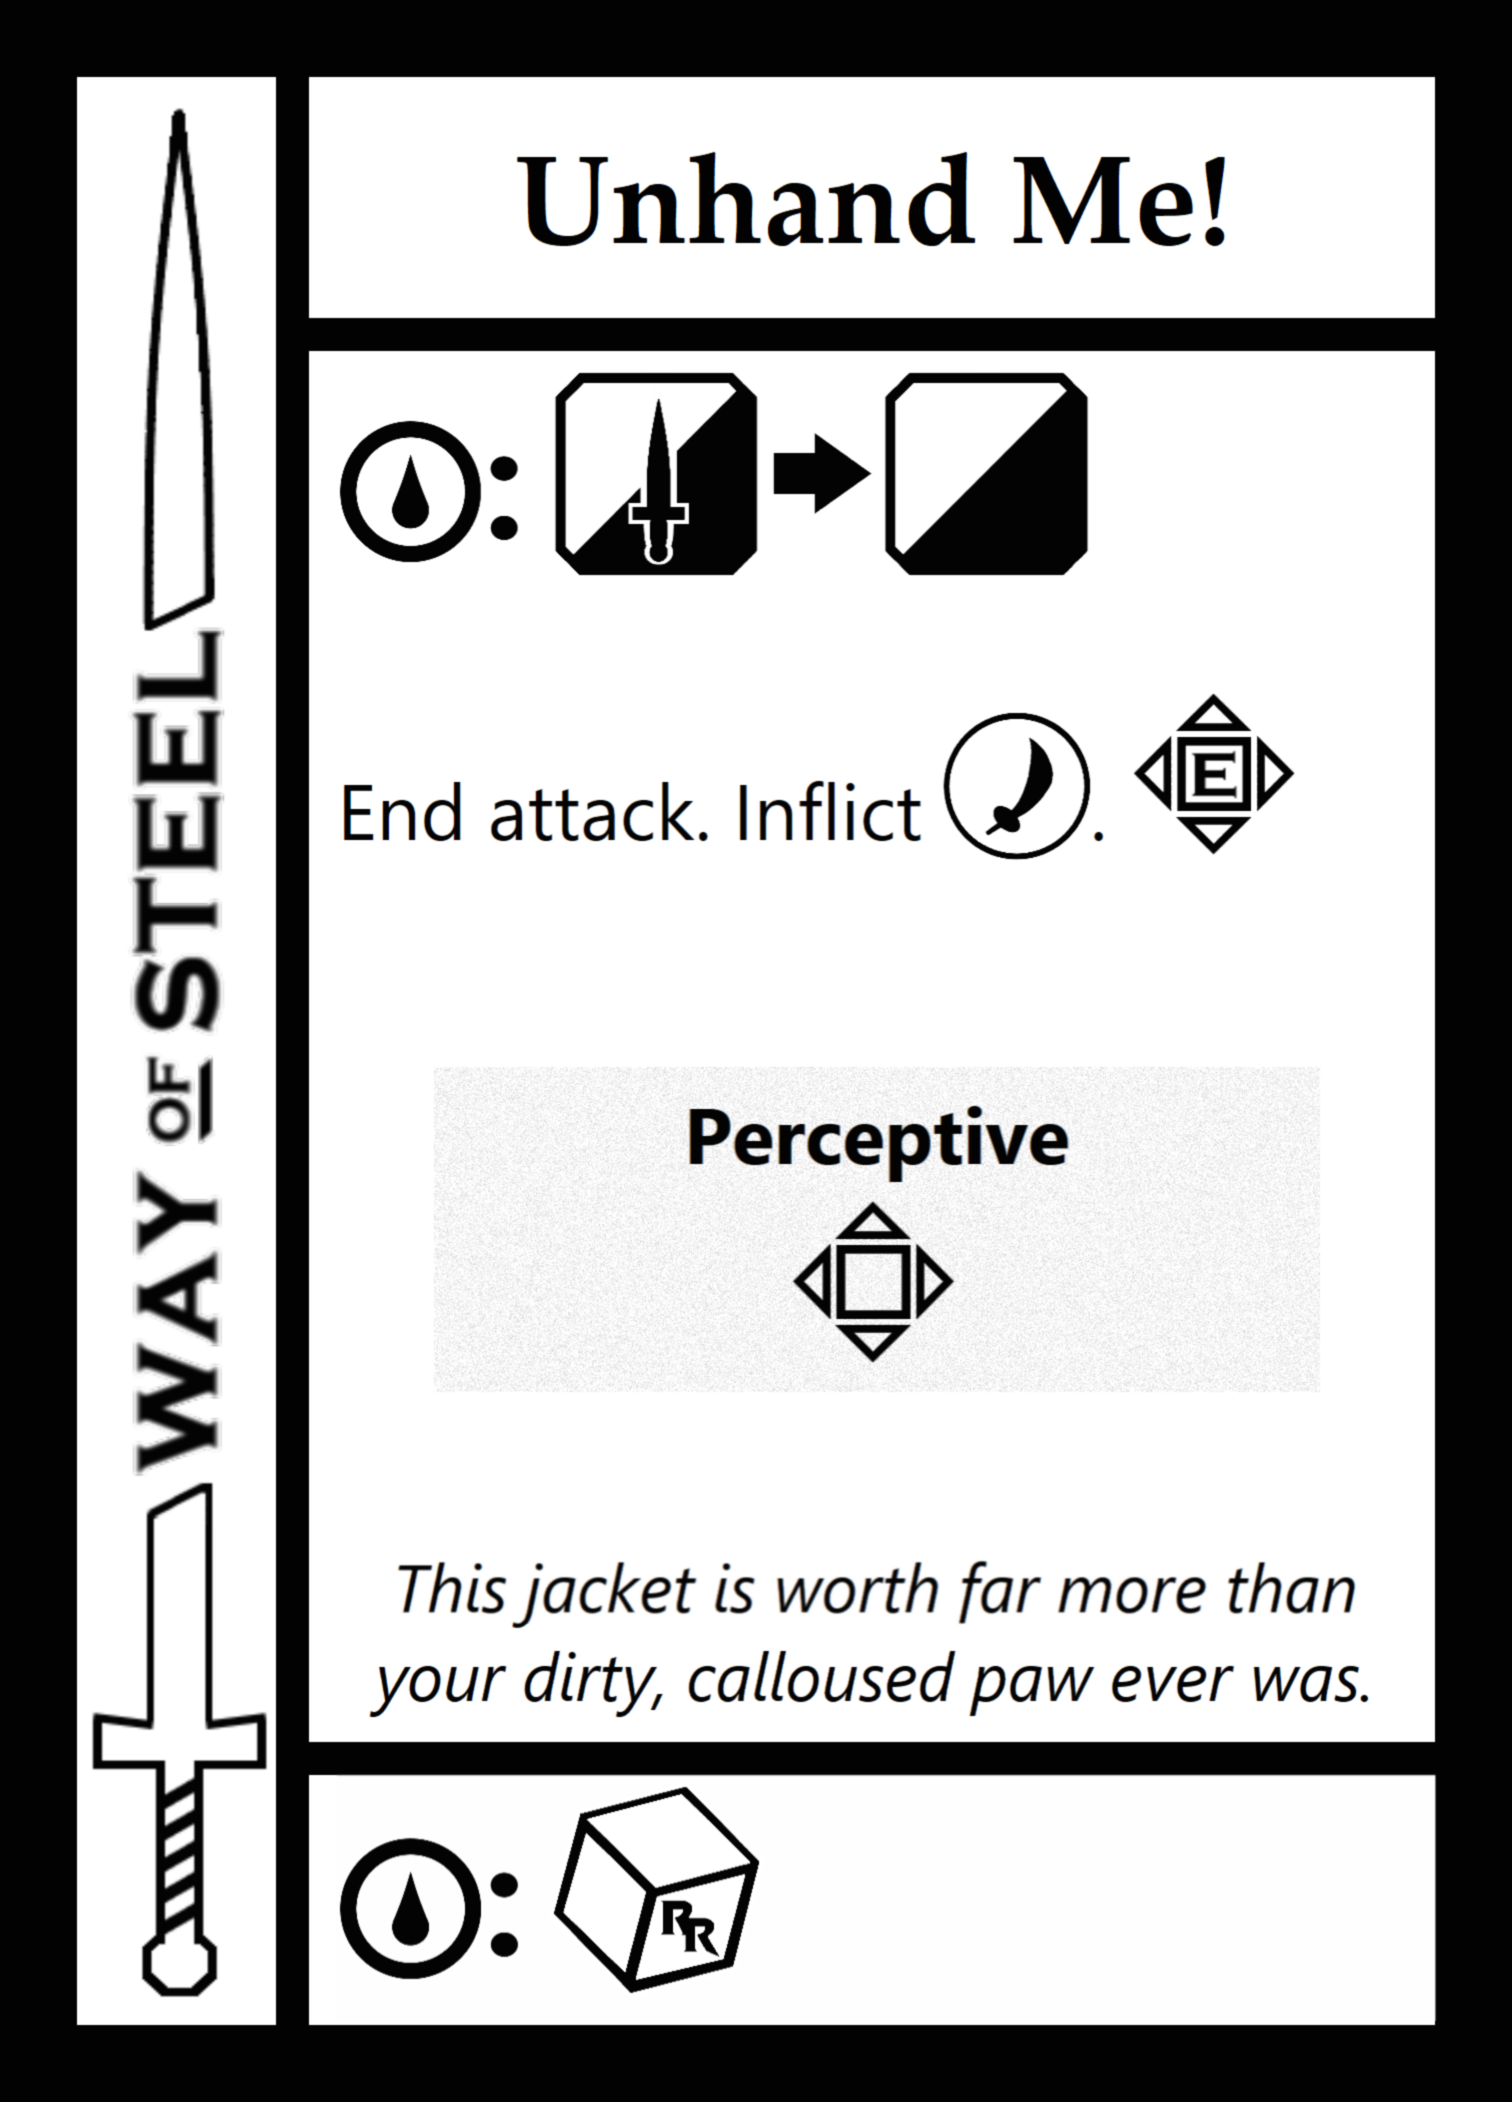 WAY OF STEEL
Unhand Me!
: 
End attack. Inflict .
E
Perceptive
This jacket is worth far more than
your dirty, calloused paw ever was.
:
RR